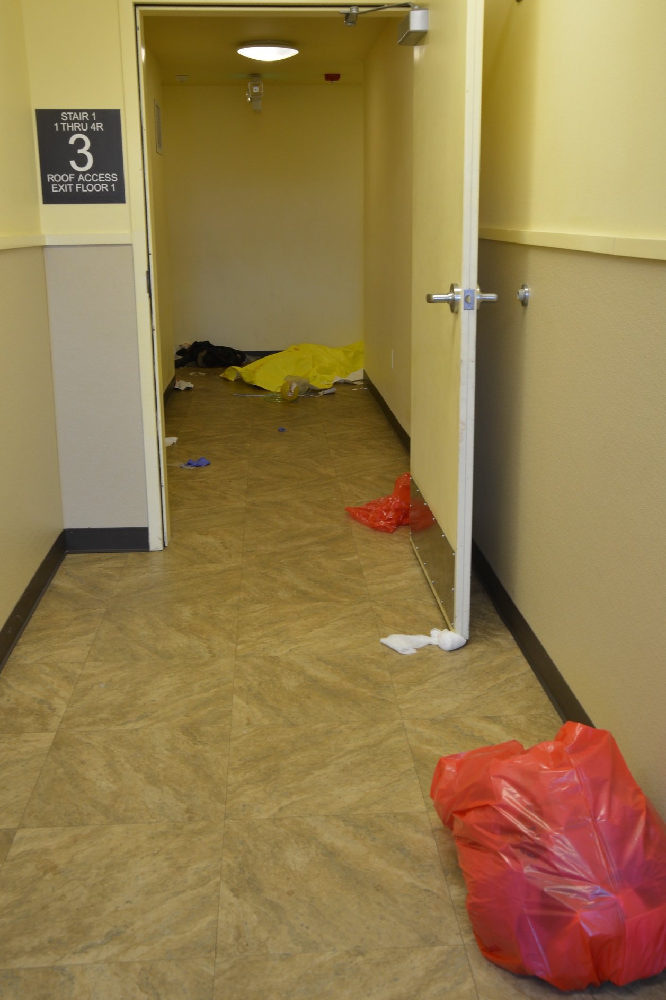 STAIR 1
1 THRU 4R
3
ROOF ACCESS
EXIT FLOOR 1